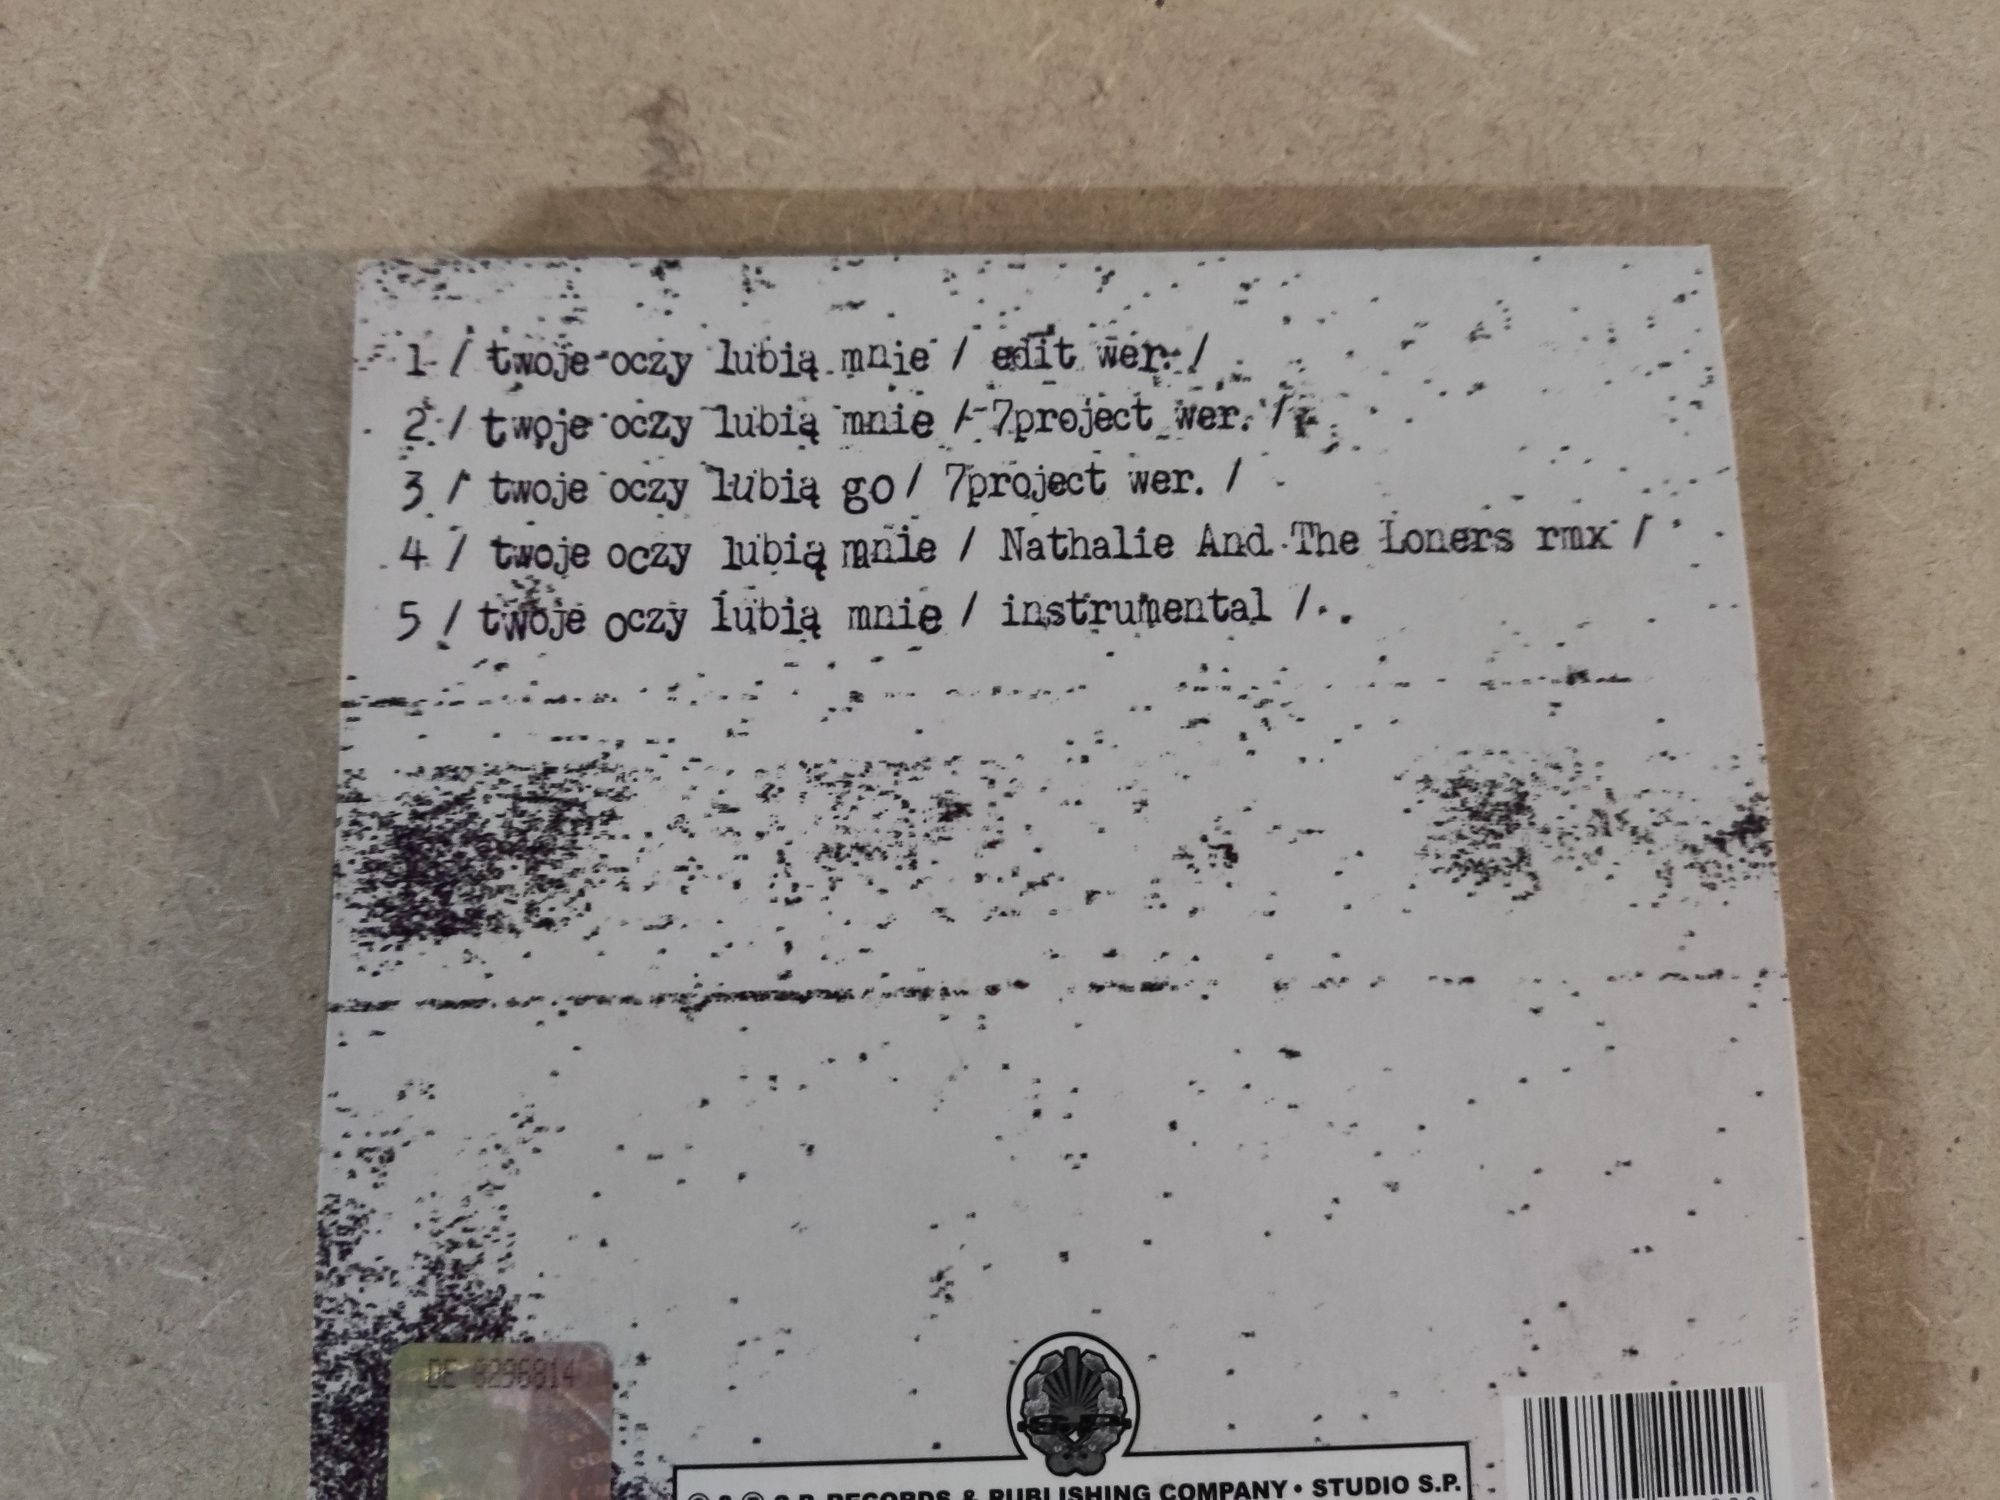 1 / twoje oczy lubią mnie / edit wer. /
2 / twoje oczy lubią mnie / 7project wer. /
3 / twoje oczy lubią go / 7project wer. /
4 / twoje oczy lubią mnie / Nathalie And The Loners rmx /
5 / twoje oczy lubią mnie / instrumental /
DE 8296814
S.P. RECORDS & PUBLISHING COMPANY • STUDIO S.P.